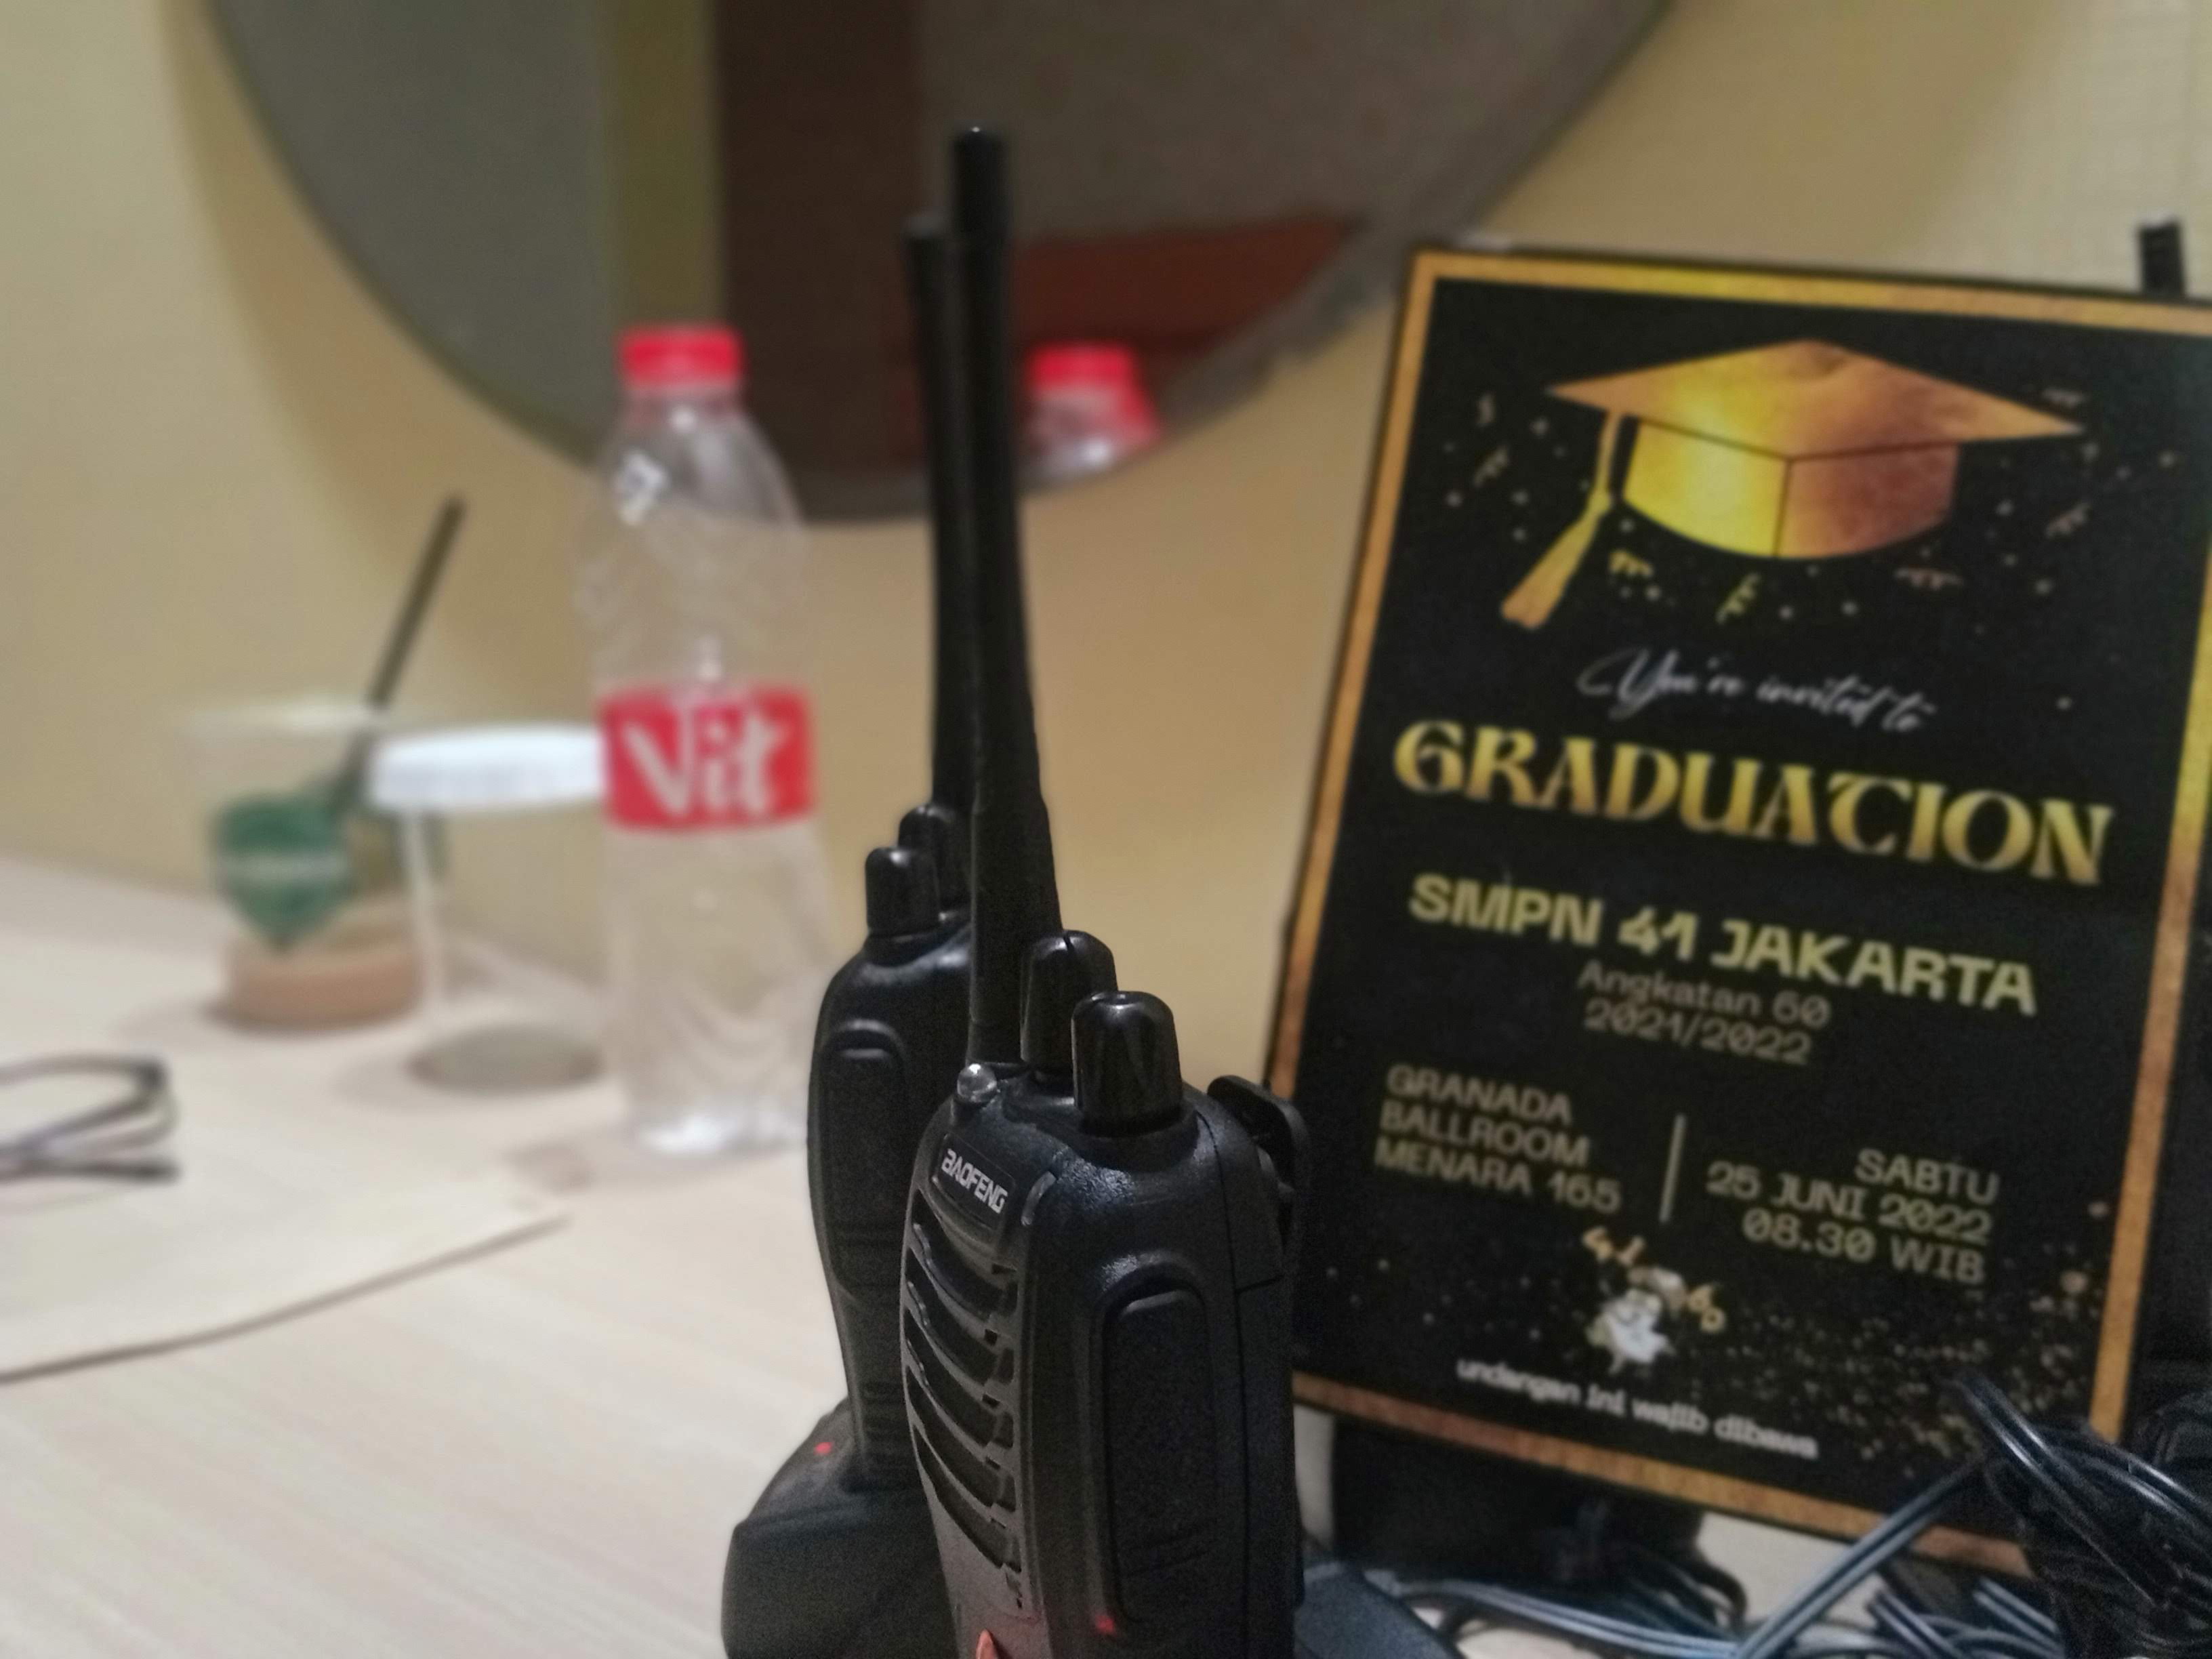 Vit
BAOFENG
You're invited to
GRADUATION
SMPN 41 JAKARTA
Angkatan 60
2021/2022
GRANADA
BALLROOM
MENARA 165
SABTU
25 JUNI 2022
08.30 WIB
undangan ini wajib dibawa